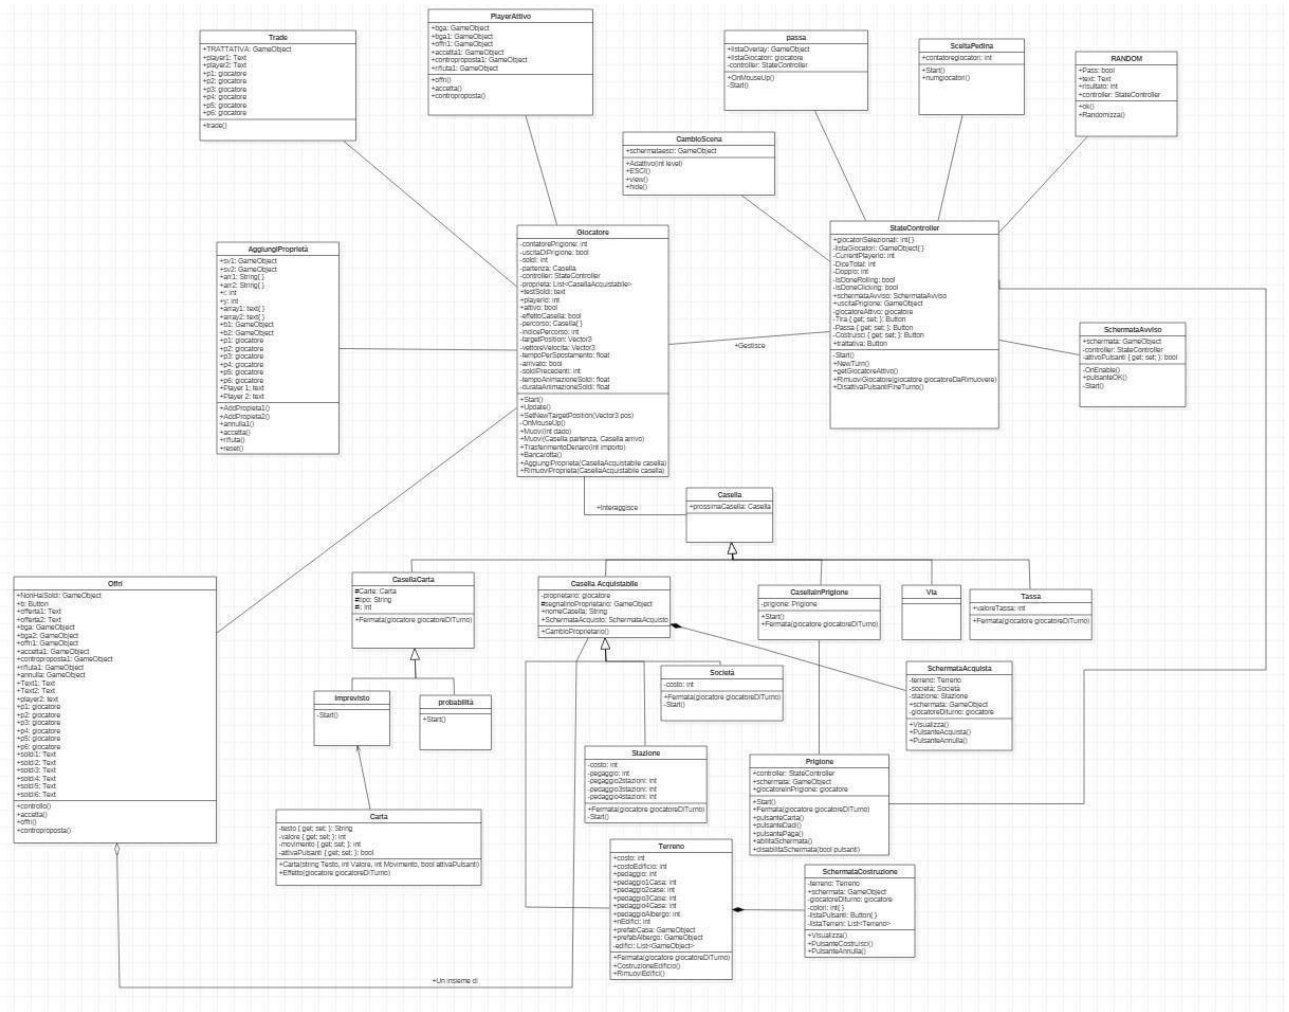 Trade
+TRATTATIVA: GameObject
+player1: Text
+player2: Text
+p1: giocatore
+p2: giocatore
+p3: giocatore
+p4: giocatore
+p5: giocatore
+p6: giocatore
+trade()
PlayerAttivo
+bga: GameObject
+bga1: GameObject
+offri1: GameObject
+accetta1: GameObject
+controproposta1: GameObject
+rifiuta1: GameObject
+offri()
+accetta()
+controproposta()
passa
+listaOverlay: GameObject
+listaGiocatori: giocatore
-controller: StateController
+OnMouseUp()
-Start()
SceltaPedina
+contatoregiocatori: int
+Start()
+numgiocatori()
RANDOM
+Pass: bool
+text: Text
+risultato: int
+controller: StateController
+ok()
+Randomizza()
CambioScena
+schermataesci: GameObject
+Adattivo(int level)
+ESCI()
+view()
+hide()
AggiungiProprietà
+sv1: GameObject
+sv2: GameObject
+arr1: String[ ]
+arr2: String[ ]
+i: int
+y: int
+array1: text[ ]
+array2: text[ ]
+b1: GameObject
+b2: GameObject
+p1: giocatore
+p2: giocatore
+p3: giocatore
+p4: giocatore
+p5: giocatore
+p6: giocatore
+Player 1: text
+Player 2: text
+AddPropieta1()
+AddPropieta2()
+annulla1()
+accetta()
+rifiuta()
+reset()
Giocatore
-contatorePrigione: int
-uscitaDiPrigione: bool
-soldi: int
-partenza: Casella
-controller: StateController
-proprieta: List<CasellaAcquistabile>
+testSoldi: text
+playerId: int
+attivo: bool
-effettoCasella: bool
-percorso: Casella[ ]
-indicePercorso: int
-targetPosition: Vector3
-vettoreVelocita: Vector3
-tempoPerSpostamento: float
-arrivato: bool
-soldiPrecedenti: int
-tempoAnimazioneSoldi: float
-durataAnimazioneSoldi: float
+Start()
+Update()
+SetNewTargetPosition(Vector3 pos)
-OnMouseUp()
+Muovi(int dado)
+Muovi(Casella partenza, Casella arrivo)
+TrasferimentoDenaro(int importo)
+Bancarotta()
+AggiungiProprieta(CasellaAcquistabile casella)
+RimuoviProprieta(CasellaAcquistabile casella)
+Gestisce
StateController
+giocatoriSelezionati: int[ ]
-listaGiocatori: GameObject[ ]
-CurrentPlayerId: int
-DiceTotal: int
-Doppio: int
-IsDoneRolling: bool
-IsDoneClicking: bool
+schermataAvviso: SchermataAvviso
+uscitaPrigione: GameObject
-giocatoreAttivo: giocatore
-Tira { get; set; }: Button
-Passa { get; set; }: Button
-Costruisci { get; set; }: Button
+trattativa: Button
-Start()
+NewTurn()
+getGiocatoreAttivo()
+RimuoviGiocatore(giocatore giocatoreDaRimuovere)
+DisattivaPulsantiFineTurno()
SchermataAvviso
+schermata: GameObject
-controller: StateController
-attivoPulsanti { get; set; }: bool
-OnEnable()
+pulsanteOK()
-Start()
+Interaggisce
Casella
+prossimaCasella: Casella
Offri
+NonHaiSoldi: GameObject
+b: Button
+offerta1: Text
+offerta2: Text
+bga: GameObject
+bga2: GameObject
+offri1: GameObject
+accetta1: GameObject
+controproposta1: GameObject
+rifiuta1: GameObject
+annulla: GameObject
+Text1: Text
+Text2: Text
+player2: text
+p1: giocatore
+p2: giocatore
+p3: giocatore
+p4: giocatore
+p5: giocatore
+p6: giocatore
+soldi1: Text
+soldi2: Text
+soldi3: Text
+soldi4: Text
+soldi5: Text
+soldi6: Text
+controllo()
+accetta()
+offri()
+controproposta()
CasellaCarta
#Carte: Carta
#tipo: String
#i: int
+Fermata(giocatore giocatoreDiTurno)
Casella Acquistabile
-proprietario: giocatore
#segnalinoProprietario: GameObject
+nomeCasella: String
+SchermataAcquisto: SchermataAcquisto
+CambioProprietario()
CasellaInPrigione
-prigione: Prigione
+Start()
+Fermata(giocatore giocatoreDiTurno)
Via
Tassa
+valoreTassa: int
+Fermata(giocatore giocatoreDiTurno)
imprevisto
-Start()
probabilità
+Start()
Società
-costo: int
+Fermata(giocatore giocatoreDiTurno)
-Start()
SchermataAcquista
-terreno: Terreno
-societa: Societa
-stazione: Stazione
+schermata: GameObject
-giocatoreDiturno: giocatore
+Visualizza()
+PulsanteAcquista()
+PulsanteAnnulla()
Stazione
-costo: int
-pegaggio: int
-pegaggio2stazioni: int
-pegaggio3stazioni: int
-pegaggio4stazioni: int
+Fermata(giocatore giocatoreDiTurno)
-Start()
Prigione
+controller: StateController
+schermata: GameObject
+giocatoreInPrigione: giocatore
+Start()
+Fermata(giocatore giocatoreDiTurno)
+pulsanteCarta()
+pulsanteDadi()
+pulsantePaga()
+abilitaSchermata()
+disabilitaSchermata(bool pulsanti)
Carta
-testo { get; set; }: String
-valore { get; set; }: int
-movimento { get; set; }: int
-attivaPulsanti { get; set; }: bool
+Carta(string Testo, int Valore, int Movimento, bool attivaPulsanti)
+Effetto(giocatore giocatoreDiTurno)
Terreno
+costo: int
+costoEdificio: int
+pedaggio: int
+pedaggio1Casa: int
+pedaggio2case: int
+pedaggio3Case: int
+pedaggio4Case: int
+pedaggioAlbergo: int
+nEdifici: int
+prefabCasa: GameObject
+prefabAlbergo: GameObject
-edifici: List<GameObject>
+Fermata(giocatore giocatoreDiTurno)
+CostruzioneEdificio()
+RimuoviEdifici()
SchermataCostruzione
-terreno: Terreno
+schermata: GameObject
-giocatoreDiturno: giocatore
-colori: int[ ]
-listaPulsanti: Button[ ]
-listaTerreni: List<Terreno>
+Visualizza()
+PulsanteCostruisci()
+PulsanteAnnulla()
+Un insieme di